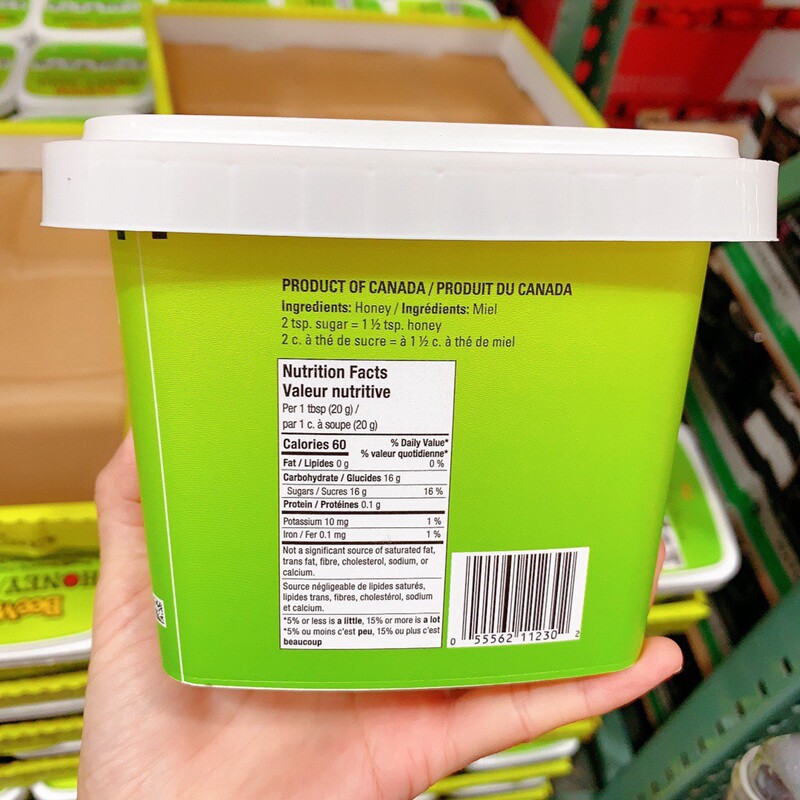 PRODUCT OF CANADA / PRODUIT DU CANADA
Ingredients: Honey / Ingrédients: Miel
2 tsp. sugar = 1 ½ tsp. honey
2 c. à thé de sucre = à 1 ½ c. à thé de miel
Nutrition Facts
Valeur nutritive
Per 1 tbsp (20 g) /
par 1 c. à soupe (20 g)
Calories 60
% Daily Value*
% valeur quotidienne*
Fat / Lipides 0 g 0 %
Carbohydrate / Glucides 16 g
Sugars / Sucres 16 g 16 %
Protein / Protéines 0.1 g
Potassium 10 mg 1 %
Iron / Fer 0.1 mg 1 %
Not a significant source of saturated fat,
trans fat, fibre, cholesterol, sodium, or
calcium.
Source négligeable de lipides saturés,
lipides trans, fibres, cholestérol, sodium
et calcium.
*5% or less is a little, 15% or more is a lot
*5% ou moins c'est peu, 15% ou plus c'est
beaucoup
0 55562 11230 2
HONEY